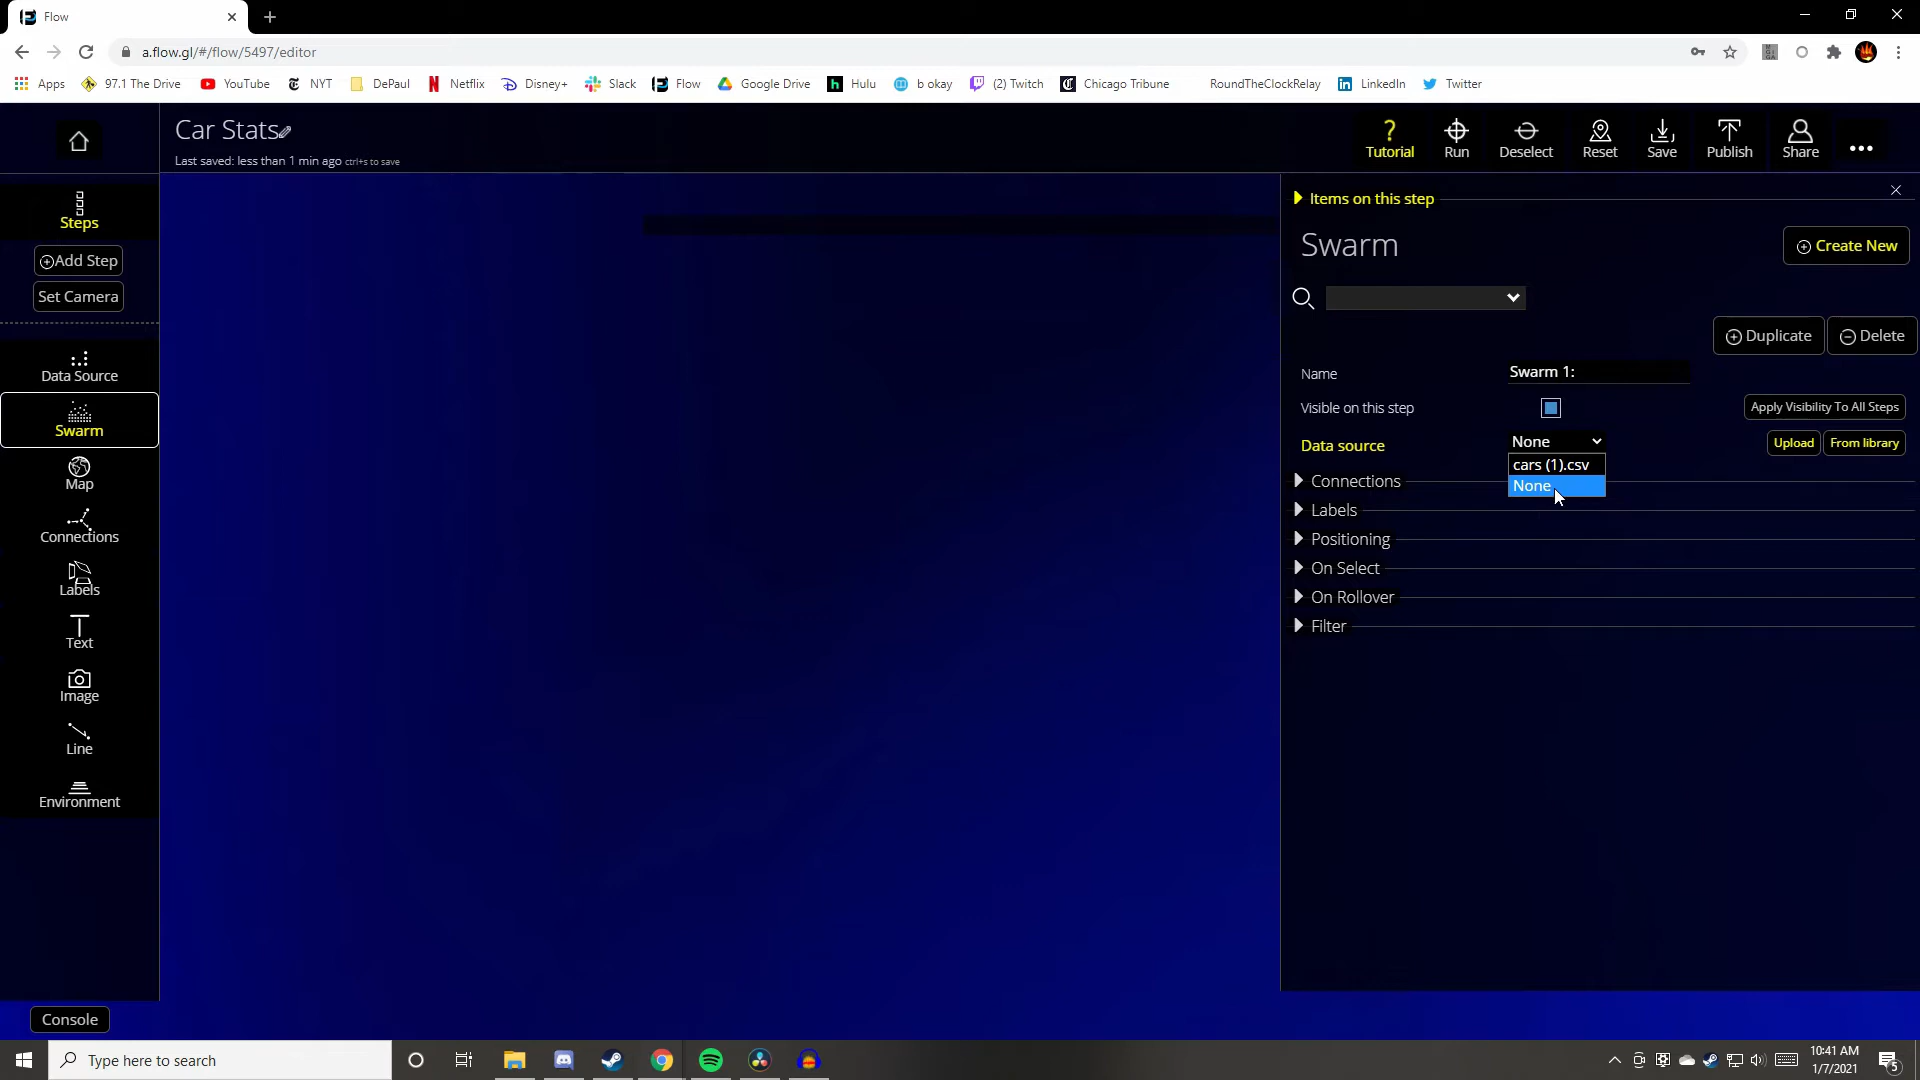 Flow
a.flow.gl/#/flow/5497/editor
Apps 97.1 The Drive YouTube NYT DePaul Netflix Disney+ Slack Flow Google Drive Hulu b okay (2) Twitch Chicago Tribune RoundTheClockRelay LinkedIn Twitter
Car Stats
Last saved: less than 1 min ago ctrl+s to save
? Tutorial Run Deselect Reset Save Publish Share ...
Steps
Add Step
Set Camera
Data Source
Swarm
Map
Connections
Labels
Text
Image
Line
Environment
Console
Items on this step
Swarm Create New
Duplicate Delete
Name Swarm 1:
Visible on this step Apply Visibility To All Steps
Data source None Upload From library
cars (1).csv
None
Connections
Labels
Positioning
On Select
On Rollover
Filter
Type here to search
10:41 AM
1/7/2021
5